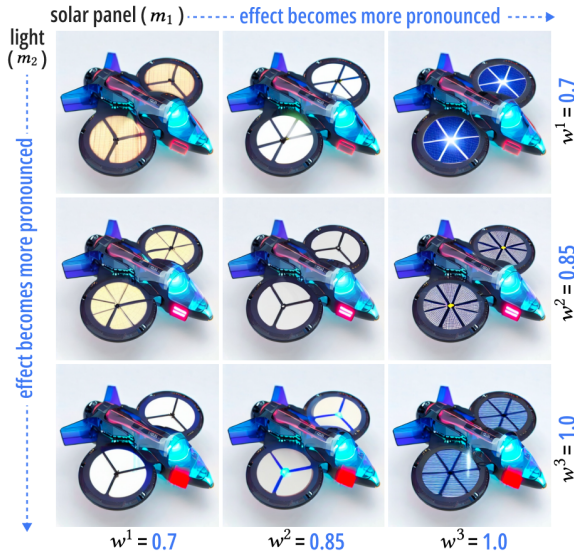 solar panel ( m₁ ) effect becomes more pronounced
light
( m₂ )
effect becomes more pronounced
w¹ = 0.7
w² = 0.85
w³ = 1.0
w¹ = 0.7 w² = 0.85 w³ = 1.0